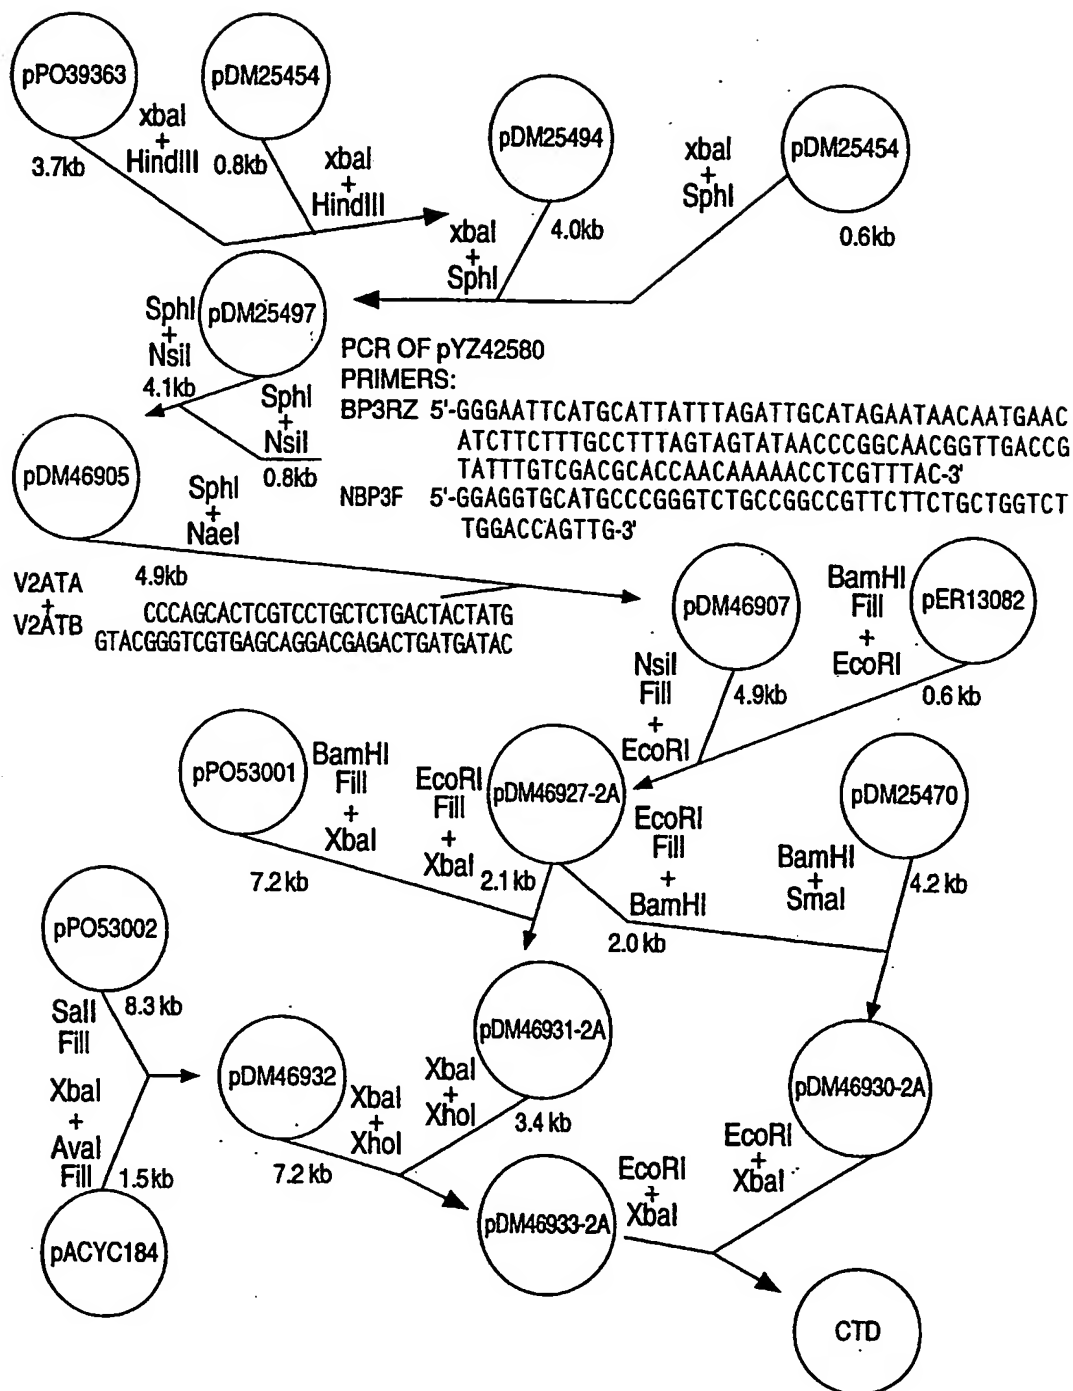 pPO39363
xbaI
+
HindIII
3.7kb
pDM25454
0.8kb
xbaI
+
HindIII
pDM25494
xbaI
+
SphI
4.0kb
xbaI
+
SphI
pDM25454
0.6kb
SphI
+
NsiI
pDM25497
4.1kb
SphI
+
NsiI
0.8kb
PCR OF pYZ42580
PRIMERS:
BP3RZ 5'-GGGAATTCATGCATTATTTAGATTGCATAGAATAACAATGAAC
ATCTTCTTTGCCTTTAGTAGTATAACCCGGCAACGGTTGACCG
TATTTGTCGACGCACCAACAAAAACCTCGTTTAC-3'
NBP3F 5'-GGAGGTGCATGCCCGGGTCTGCCGGCCGTTCTTCTGCTGGTCT
TGGACCAGTTG-3'
pDM46905
SphI
+
NaeI
4.9kb
V2ATA
+
V2ATB
CCCAGCACTCGTCCTGCTCTGACTACTATG
GTACGGGTCGTGAGCAGGACGAGACTGATGATAC
pDM46907
NsiI
Fill
+
EcoRI
4.9kb
BamHI
Fill
+
EcoRI
pER13082
0.6 kb
pPO53001
BamHI
Fill
+
XbaI
7.2 kb
EcoRI
Fill
+
XbaI
2.1 kb
pDM46927-2A
EcoRI
Fill
+
BamHI
2.0 kb
pDM25470
BamHI
+
SmaI
4.2 kb
pPO53002
SalI
Fill
8.3 kb
XbaI
+
AvaI
Fill
1.5kb
pACYC184
pDM46932
XbaI
+
XhoI
7.2 kb
pDM46931-2A
XbaI
+
XhoI
3.4 kb
pDM46930-2A
EcoRI
+
XbaI
pDM46933-2A
EcoRI
+
XbaI
CTD